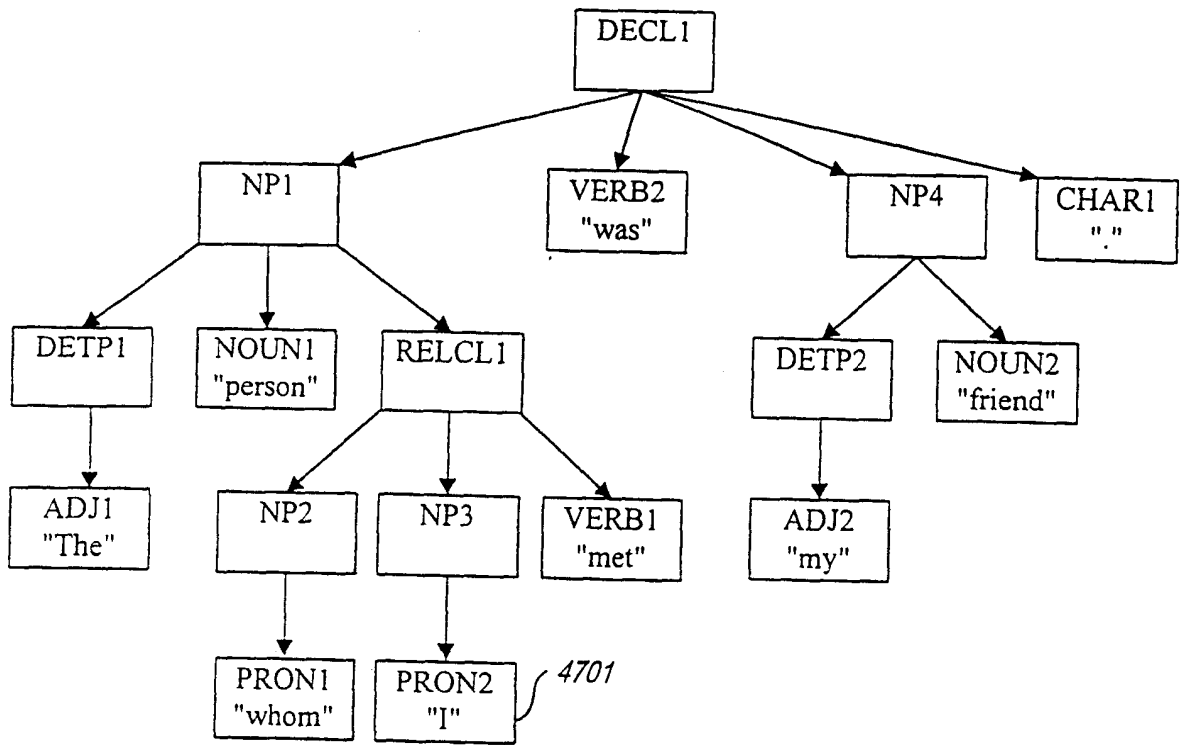 DECL1
NP1
VERB2
"was"
NP4
CHAR1
"."
DETP1
NOUN1
"person"
RELCL1
DETP2
NOUN2
"friend"
ADJ1
"The"
NP2
NP3
VERB1
"met"
ADJ2
"my"
PRON1
"whom"
PRON2
"I"
4701